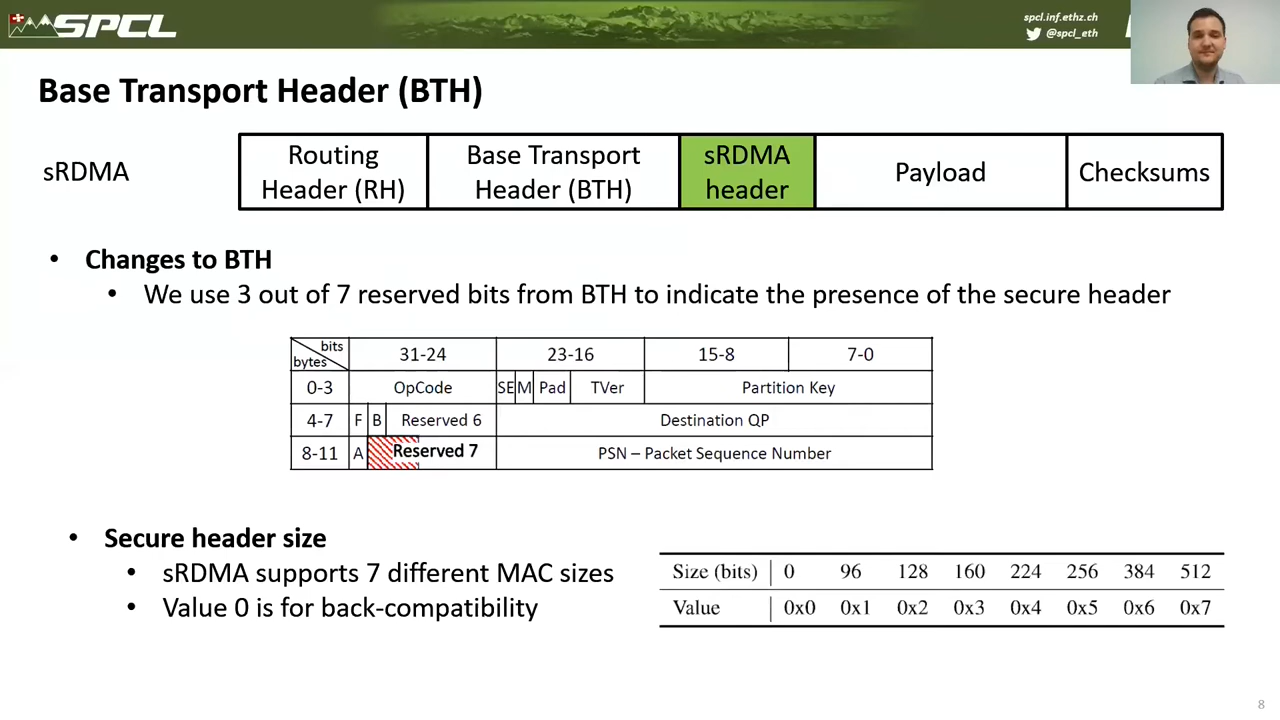 SPCL
spcl.inf.ethz.ch
@spcl_eth
Base Transport Header (BTH)
sRDMA
Routing Header (RH)
Base Transport Header (BTH)
sRDMA header
Payload
Checksums
• Changes to BTH
• We use 3 out of 7 reserved bits from BTH to indicate the presence of the secure header
bits bytes 31-24 23-16 15-8 7-0
0-3 OpCode SE M Pad TVer Partition Key
4-7 F B Reserved 6 Destination QP
8-11 A Reserved 7 PSN – Packet Sequence Number
• Secure header size
• sRDMA supports 7 different MAC sizes
• Value 0 is for back-compatibility
Size (bits) 0 96 128 160 224 256 384 512
Value 0x0 0x1 0x2 0x3 0x4 0x5 0x6 0x7
8